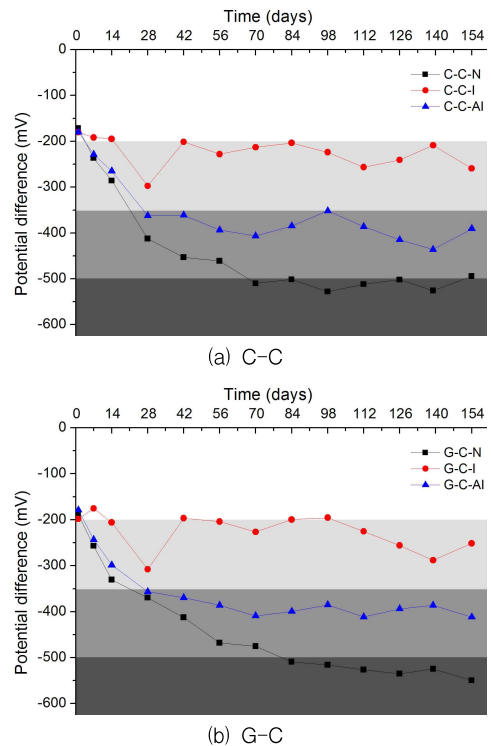 Time (days)
0 14 28 42 56 70 84 98 112 126 140 154
0
-100
-200
-300
-400
-500
-600
Potential difference (mV)
C-C-N
C-C-I
C-C-AI
(a) C-C
Time (days)
0 14 28 42 56 70 84 98 112 126 140 154
0
-100
-200
-300
-400
-500
-600
Potential difference (mV)
G-C-N
G-C-I
G-C-AI
(b) G-C